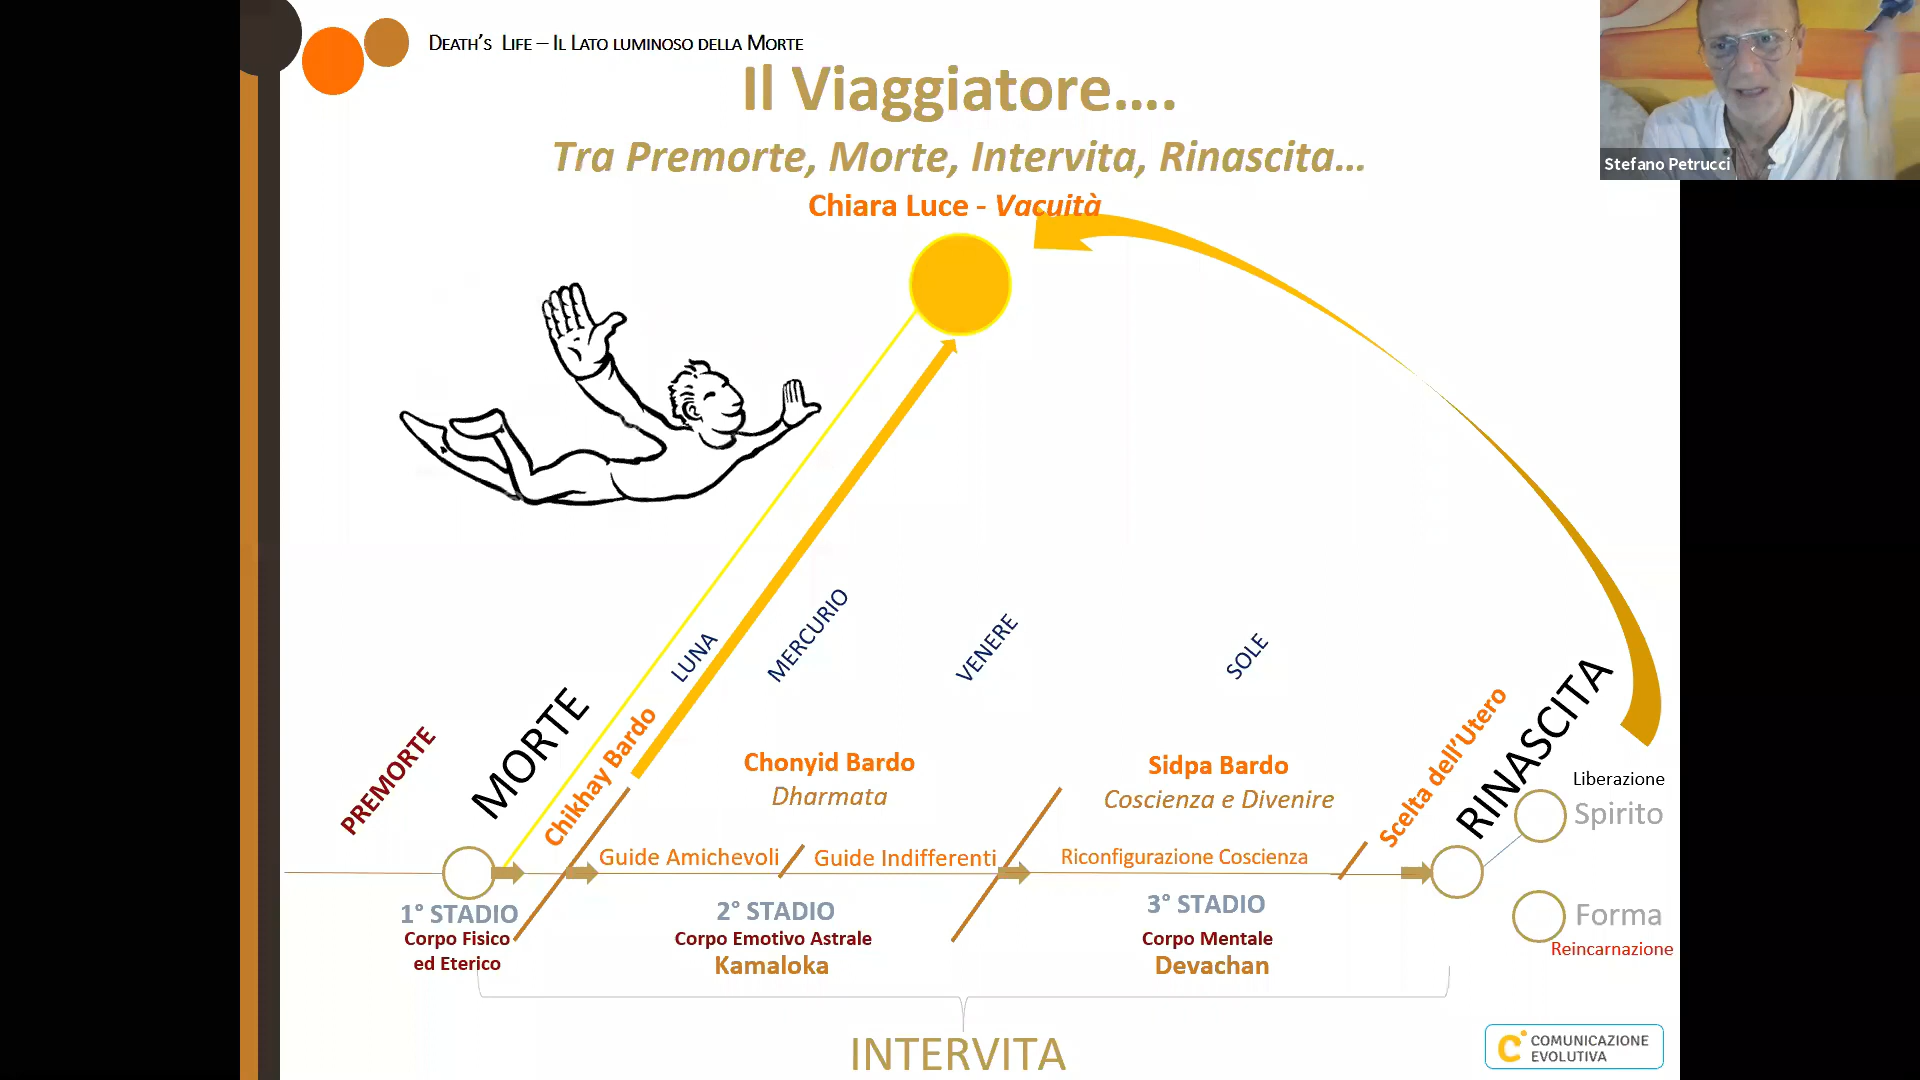 Death's Life – Il Lato luminoso della Morte
Il Viaggiatore....
Tra Premorte, Morte, Intervita, Rinascita...
Stefano Petrucci
Chiara Luce - Vacuità
LUNA
MERCURIO
VENERE
SOLE
PREMORTE
MORTE
Chikhay Bardo
Chonyid Bardo
Dharmata
Sidpa Bardo
Coscienza e Divenire
Scelta dell'Utero
RINASCITA
Liberazione
Spirito
Guide Amichevoli
Guide Indifferenti
Riconfigurazione Coscienza
1° STADIO
Corpo Fisico
ed Eterico
2° STADIO
Corpo Emotivo Astrale
Kamaloka
3° STADIO
Corpo Mentale
Devachan
Forma
Reincarnazione
INTERVITA
COMUNICAZIONE
EVOLUTIVA